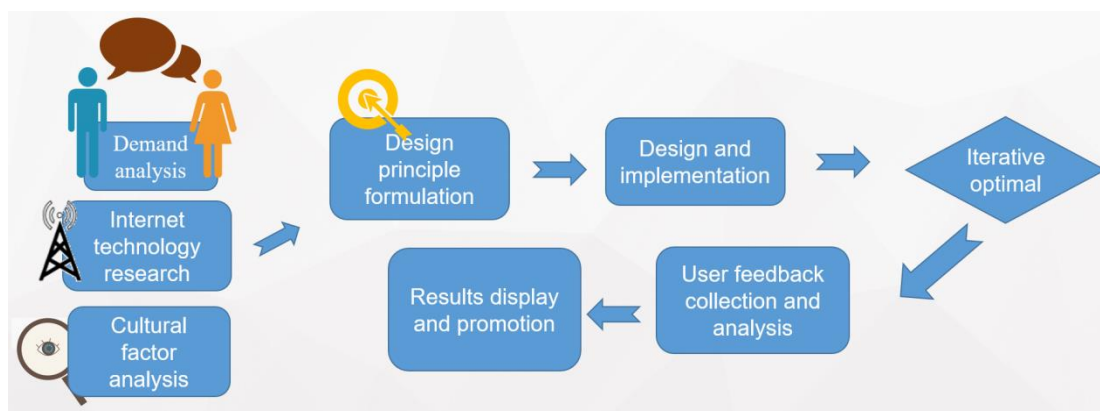 Demand
analysis
Internet
technology
research
Cultural
factor
analysis
Design
principle
formulation
Design and
implementation
Iterative
optimal
User feedback
collection and
analysis
Results display
and promotion